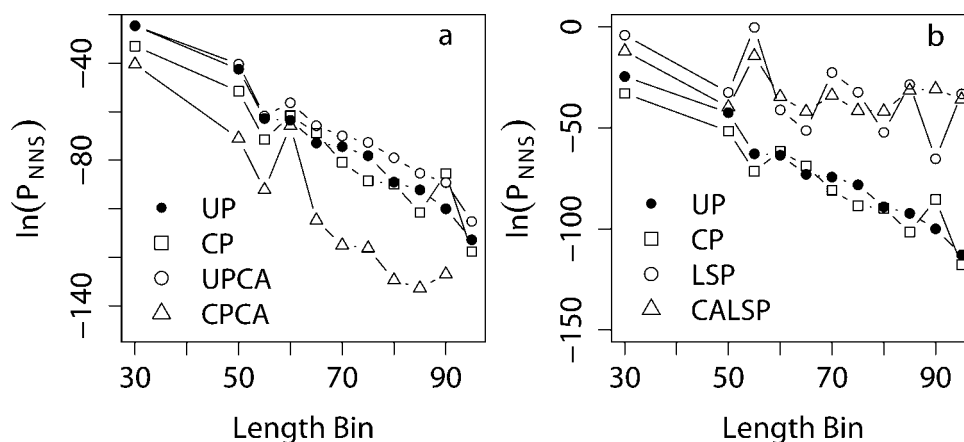 a
ln(P_NNS)
−40
−80
−140
UP
CP
UPCA
CPCA
30
50
70
90
Length Bin
b
ln(P_NNS)
0
−50
−100
−150
UP
CP
LSP
CALSP
30
50
70
90
Length Bin